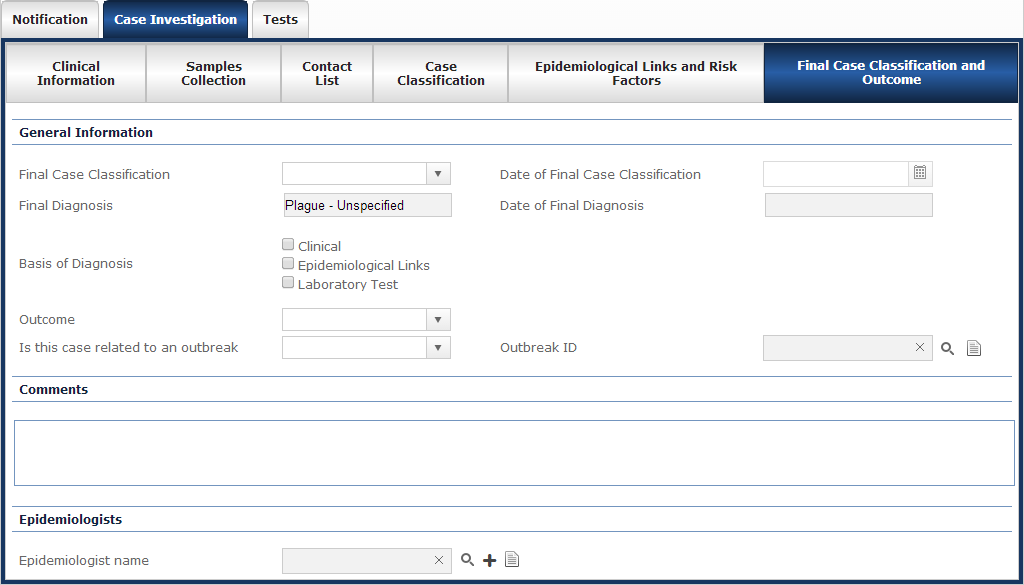 Notification Case Investigation Tests
Clinical Information
Samples Collection
Contact List
Case Classification
Epidemiological Links and Risk Factors
Final Case Classification and Outcome
General Information
Final Case Classification Date of Final Case Classification
Final Diagnosis Plague - Unspecified Date of Final Diagnosis
Clinical
Basis of Diagnosis Epidemiological Links
Laboratory Test
Outcome
Is this case related to an outbreak Outbreak ID
Comments
Epidemiologists
Epidemiologist name